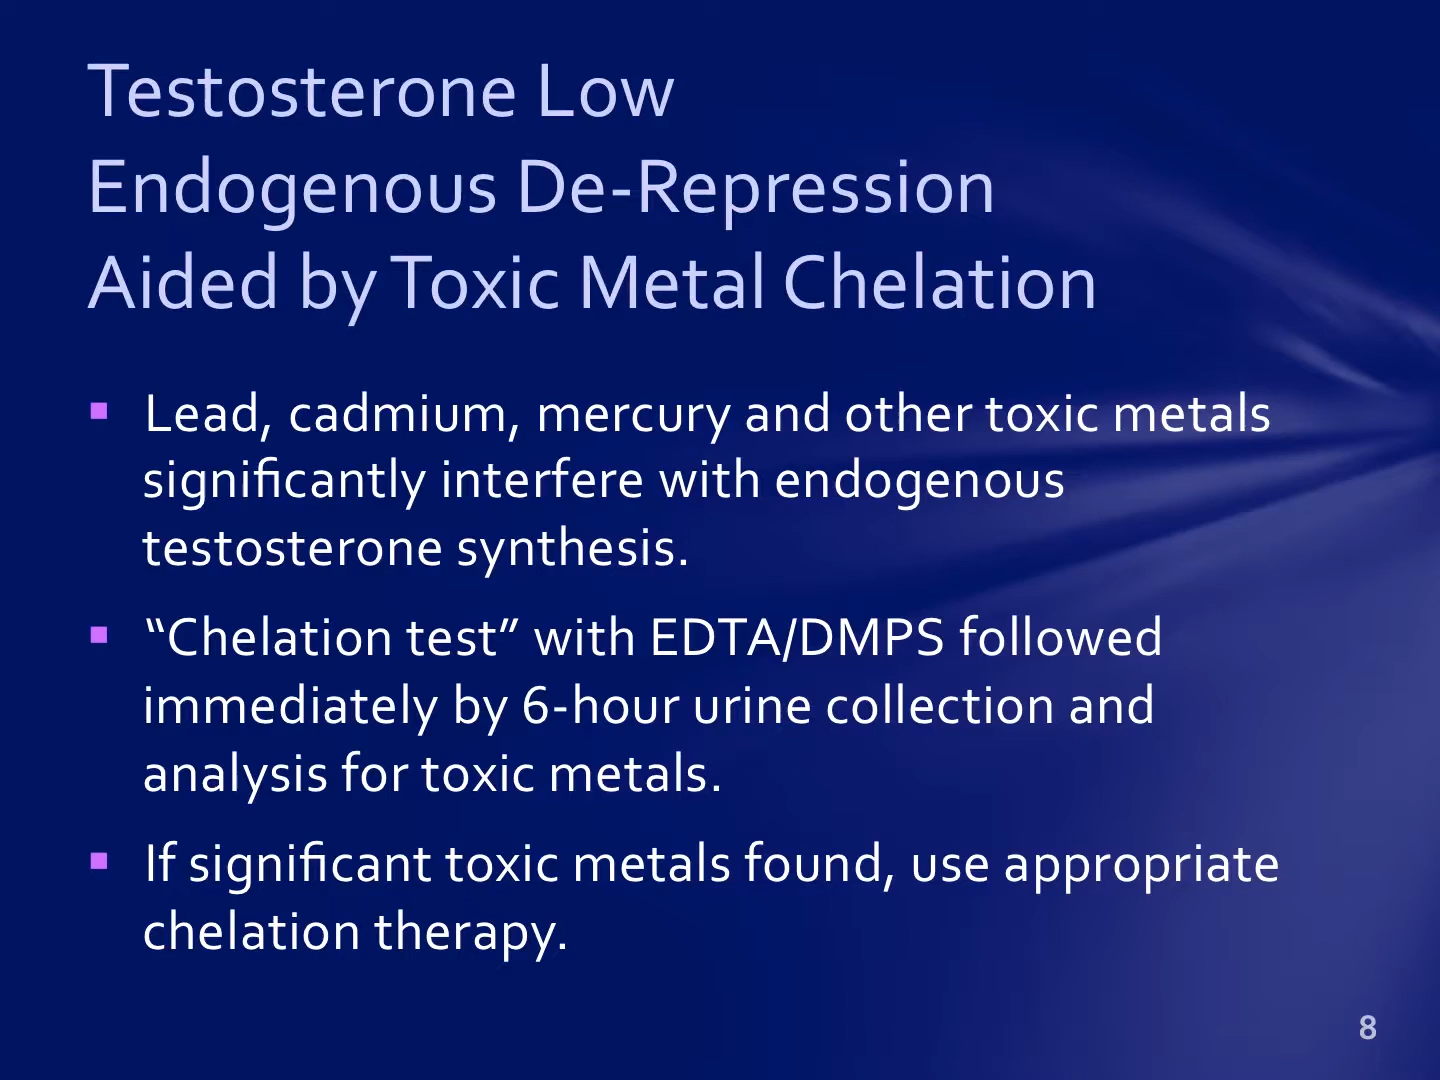 Testosterone Low
Endogenous De-Repression
Aided by Toxic Metal Chelation
▪ Lead, cadmium, mercury and other toxic metals
significantly interfere with endogenous
testosterone synthesis.
▪ “Chelation test” with EDTA/DMPS followed
immediately by 6-hour urine collection and
analysis for toxic metals.
▪ If significant toxic metals found, use appropriate
chelation therapy.
8